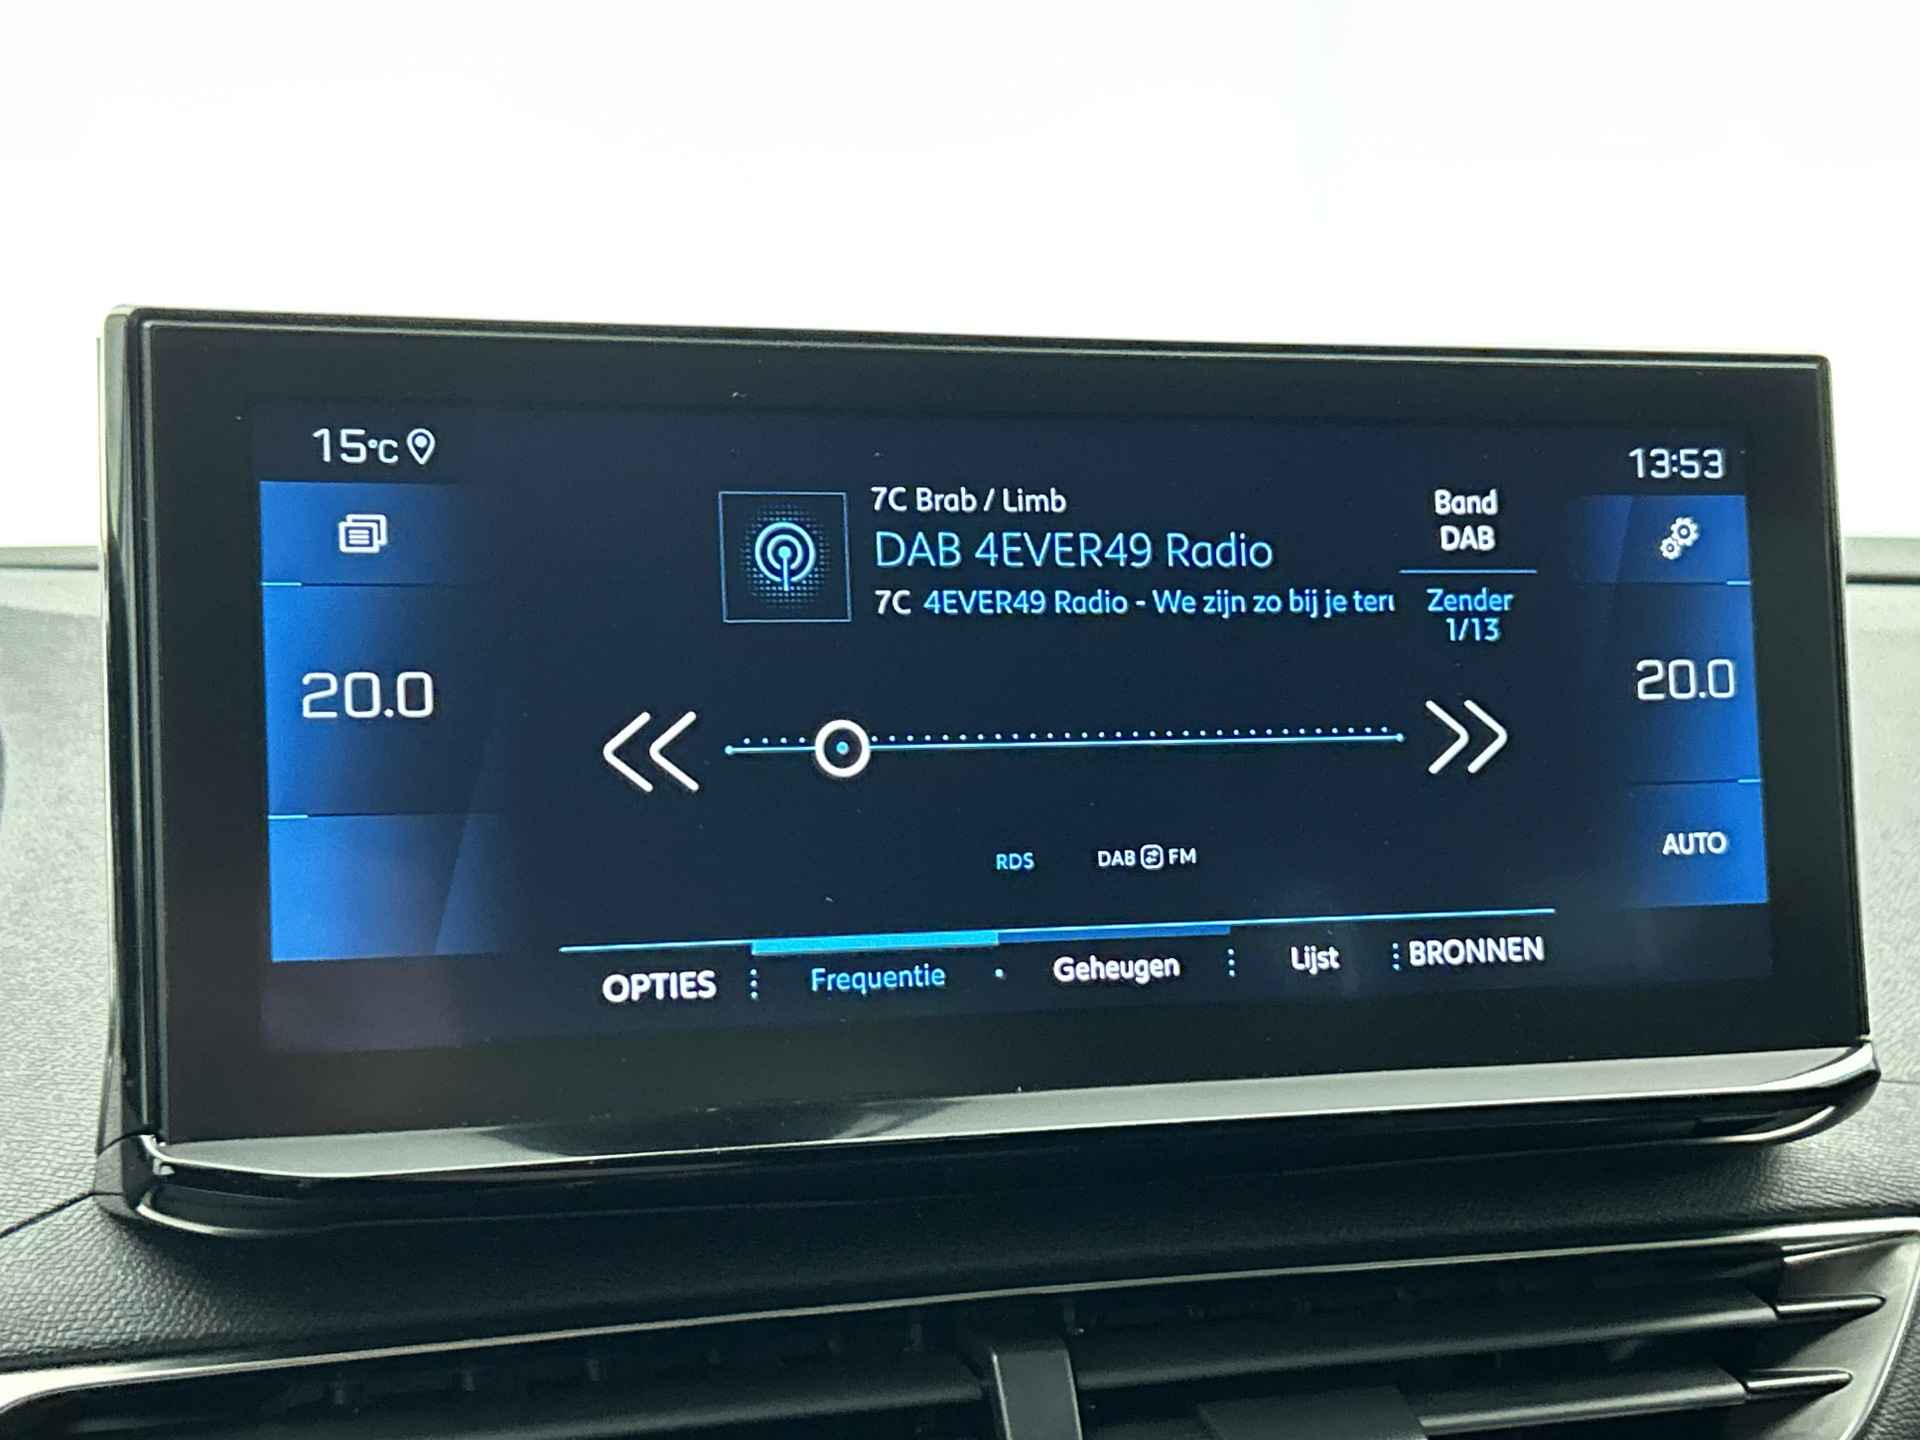 15°C
13:53
7C Brab / Limb
DAB 4EVER49 Radio
7C 4EVER49 Radio - We zijn zo bij je teru
Band
DAB
Zender
1/13
20.0
20.0
RDS
DAB FM
AUTO
OPTIES Frequentie Geheugen Lijst BRONNEN